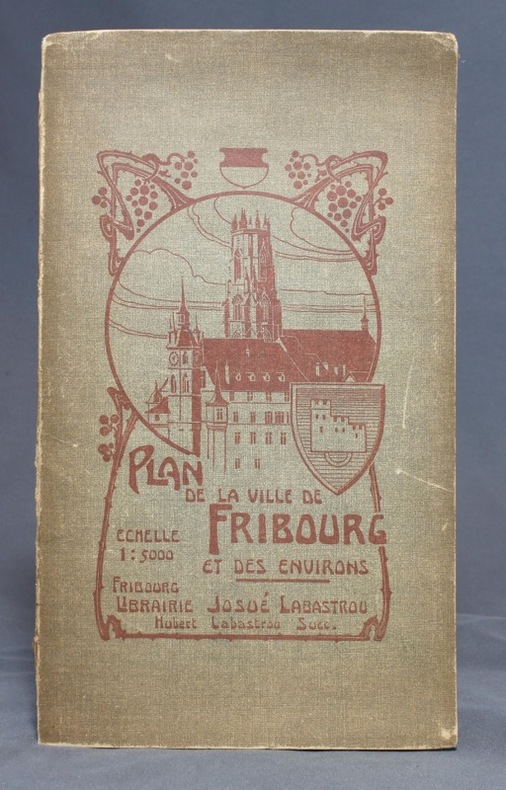 PLAN
DE LA VILLE DE
FRIBOURG
ET DES ENVIRONS
ECHELLE
1:5000
FRIBOURG
LIBRAIRIE JOSUÉ LABASTROU
Hubert Labastrou Succ.